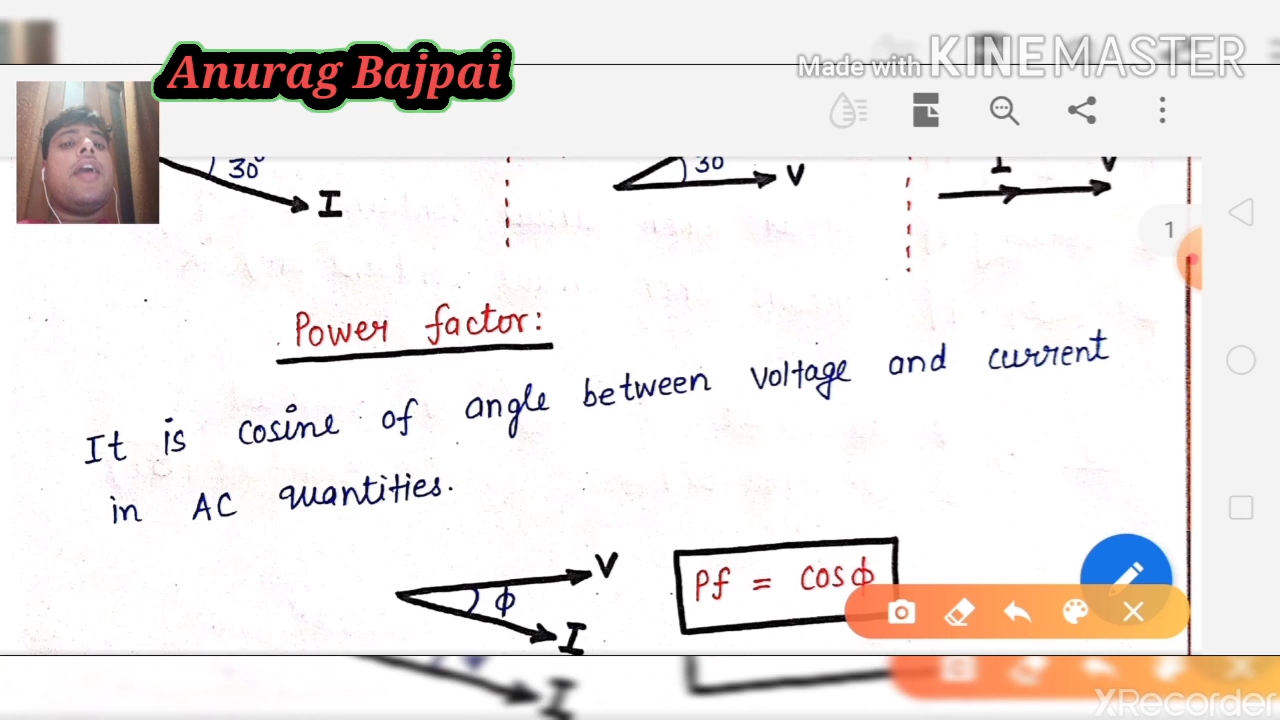 Anurag Bajpai
Made with KINEMASTER
30°
I
30
V
I
V
1
Power factor:
It is cosine of angle between voltage and current
in AC quantities.
V
ϕ
I
Pf = cosϕ
I
XRecorder